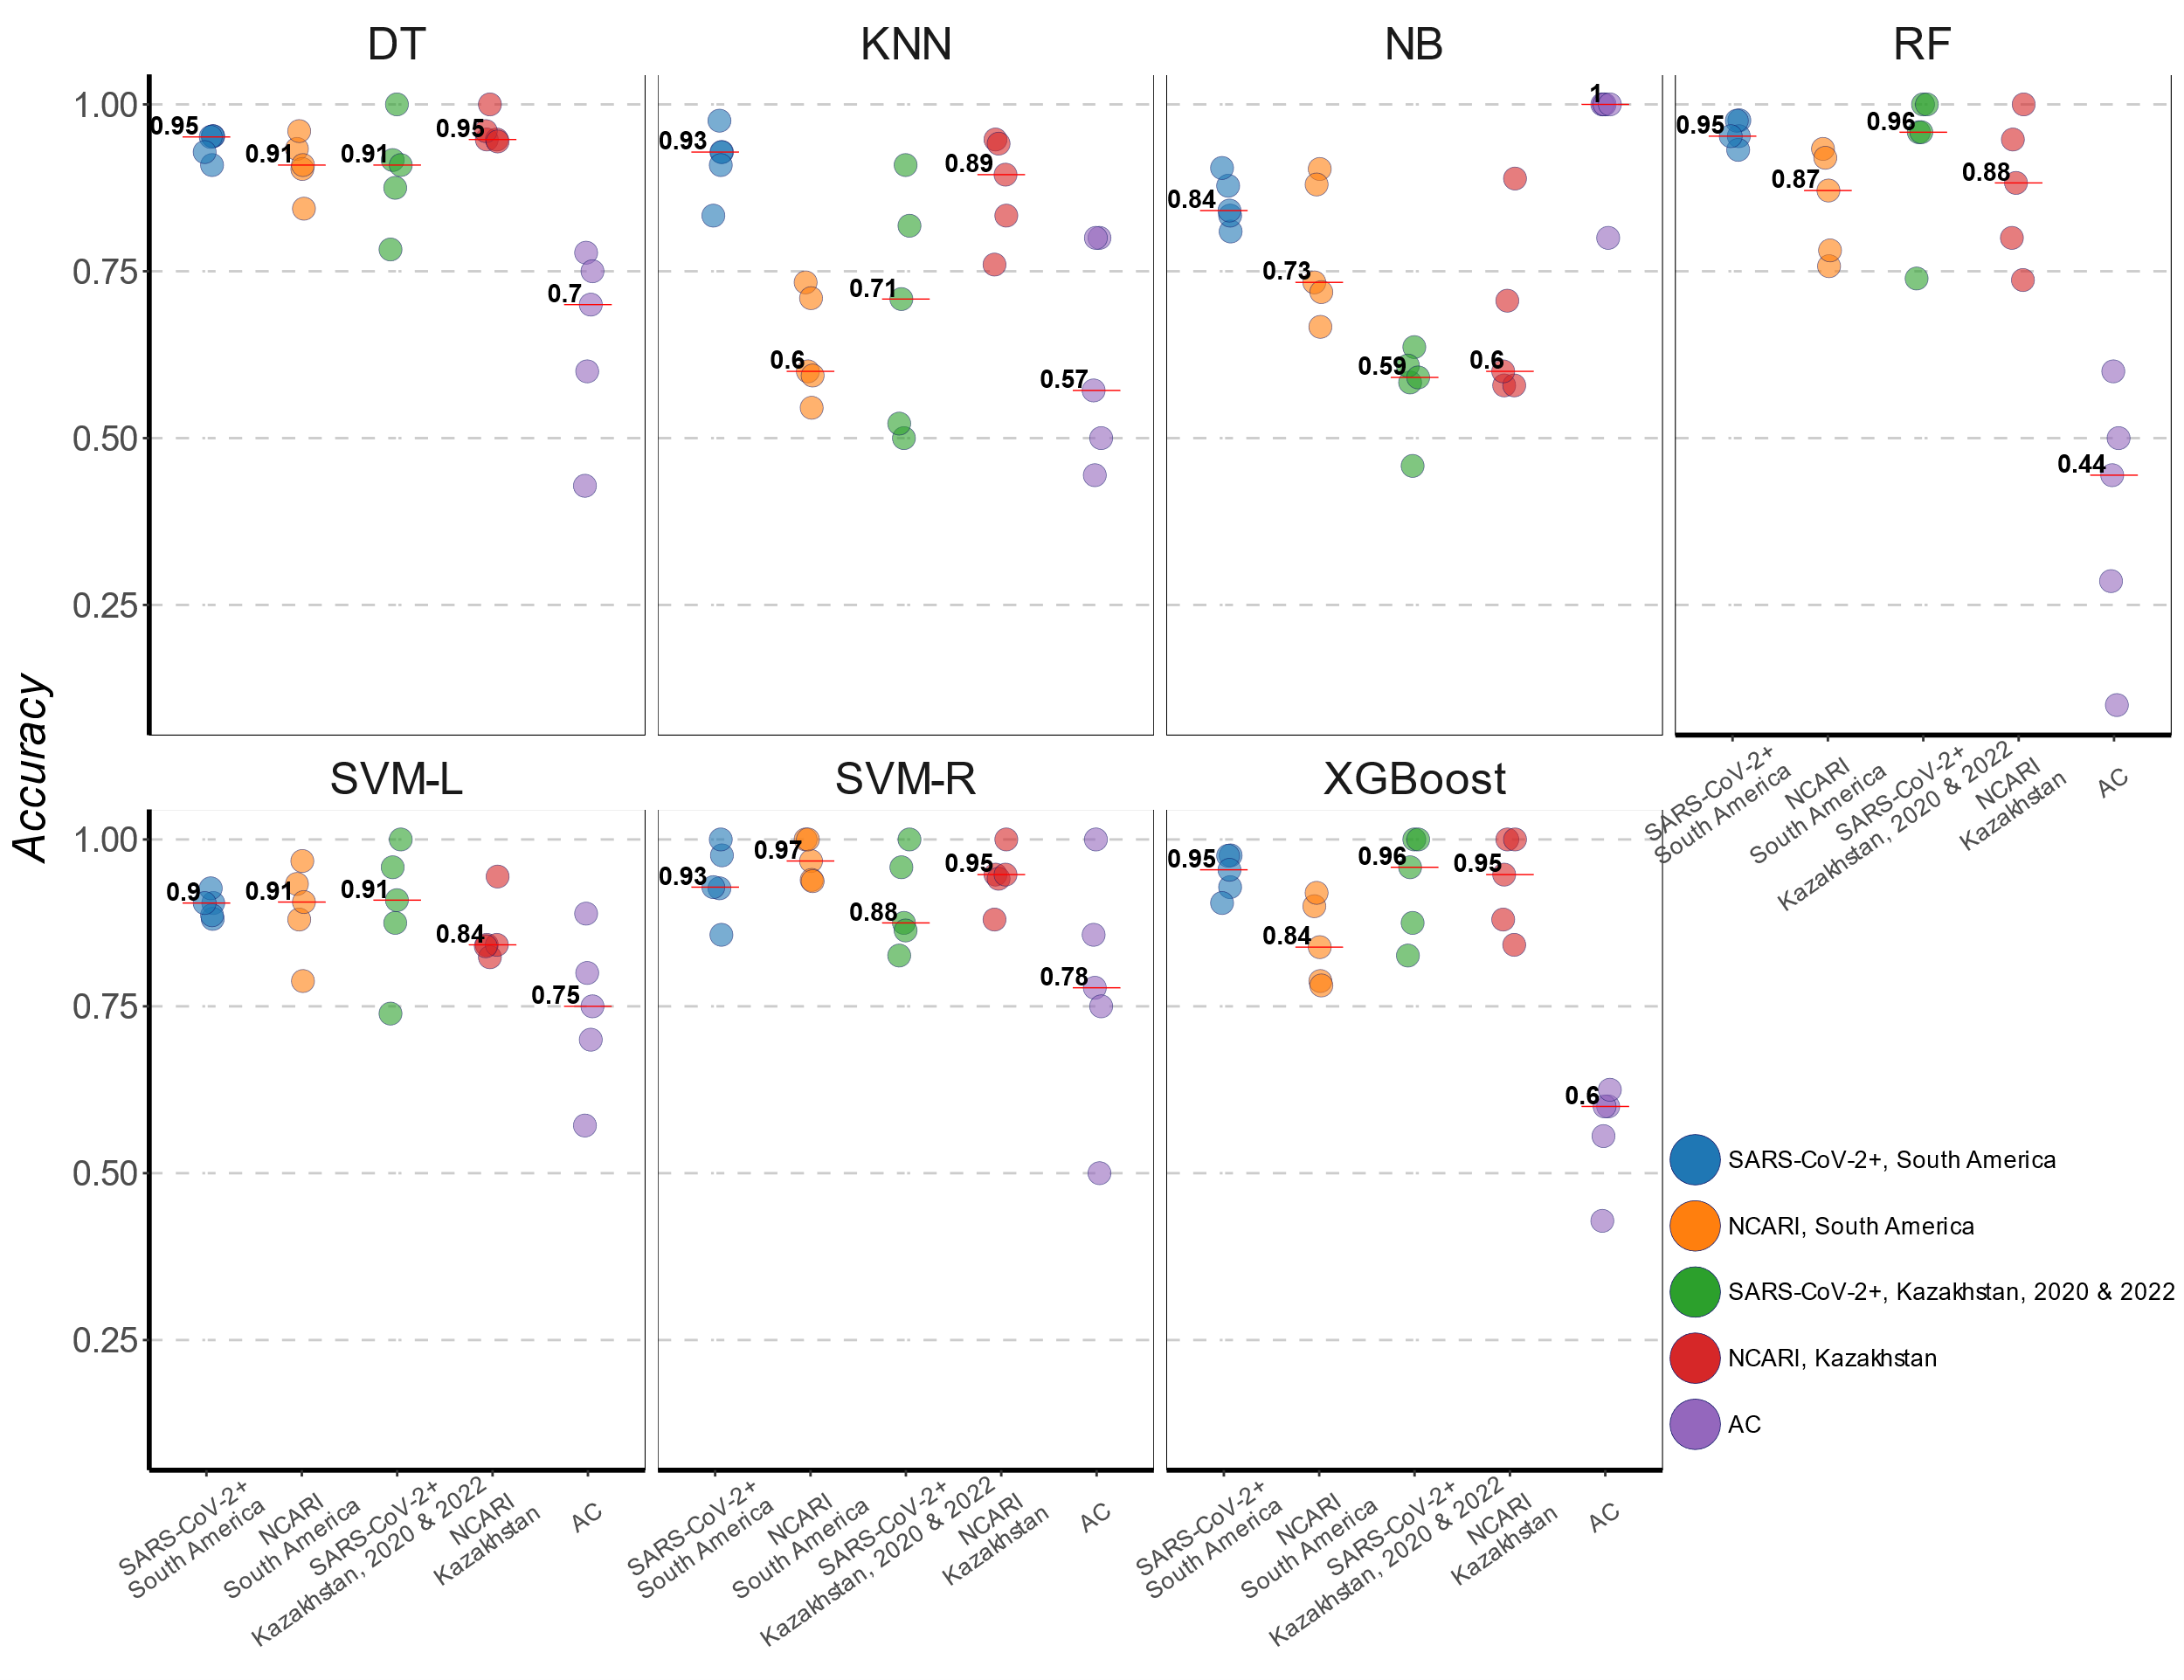 DT
KNN
NB
RF
Accuracy
1.00
0.75
0.50
0.25
0.95
0.91
0.91
0.95
0.7
0.93
0.6
0.71
0.89
0.57
0.84
0.73
0.59
0.6
1
0.95
0.87
0.96
0.88
0.44
SARS-CoV-2+
South America
NCARI
South America
SARS-CoV-2+
Kazakhstan, 2020 & 2022
NCARI
Kazakhstan
AC
SVM-L
SVM-R
XGBoost
1.00
0.75
0.50
0.25
0.9
0.91
0.91
0.84
0.75
0.93
0.97
0.88
0.95
0.78
0.95
0.84
0.96
0.95
0.6
SARS-CoV-2+
South America
NCARI
South America
SARS-CoV-2+
Kazakhstan, 2020 & 2022
NCARI
Kazakhstan
AC
SARS-CoV-2+
South America
NCARI
South America
SARS-CoV-2+
Kazakhstan, 2020 & 2022
NCARI
Kazakhstan
AC
SARS-CoV-2+
South America
NCARI
South America
SARS-CoV-2+
Kazakhstan, 2020 & 2022
NCARI
Kazakhstan
AC
SARS-CoV-2+, South America
NCARI, South America
SARS-CoV-2+, Kazakhstan, 2020 & 2022
NCARI, Kazakhstan
AC